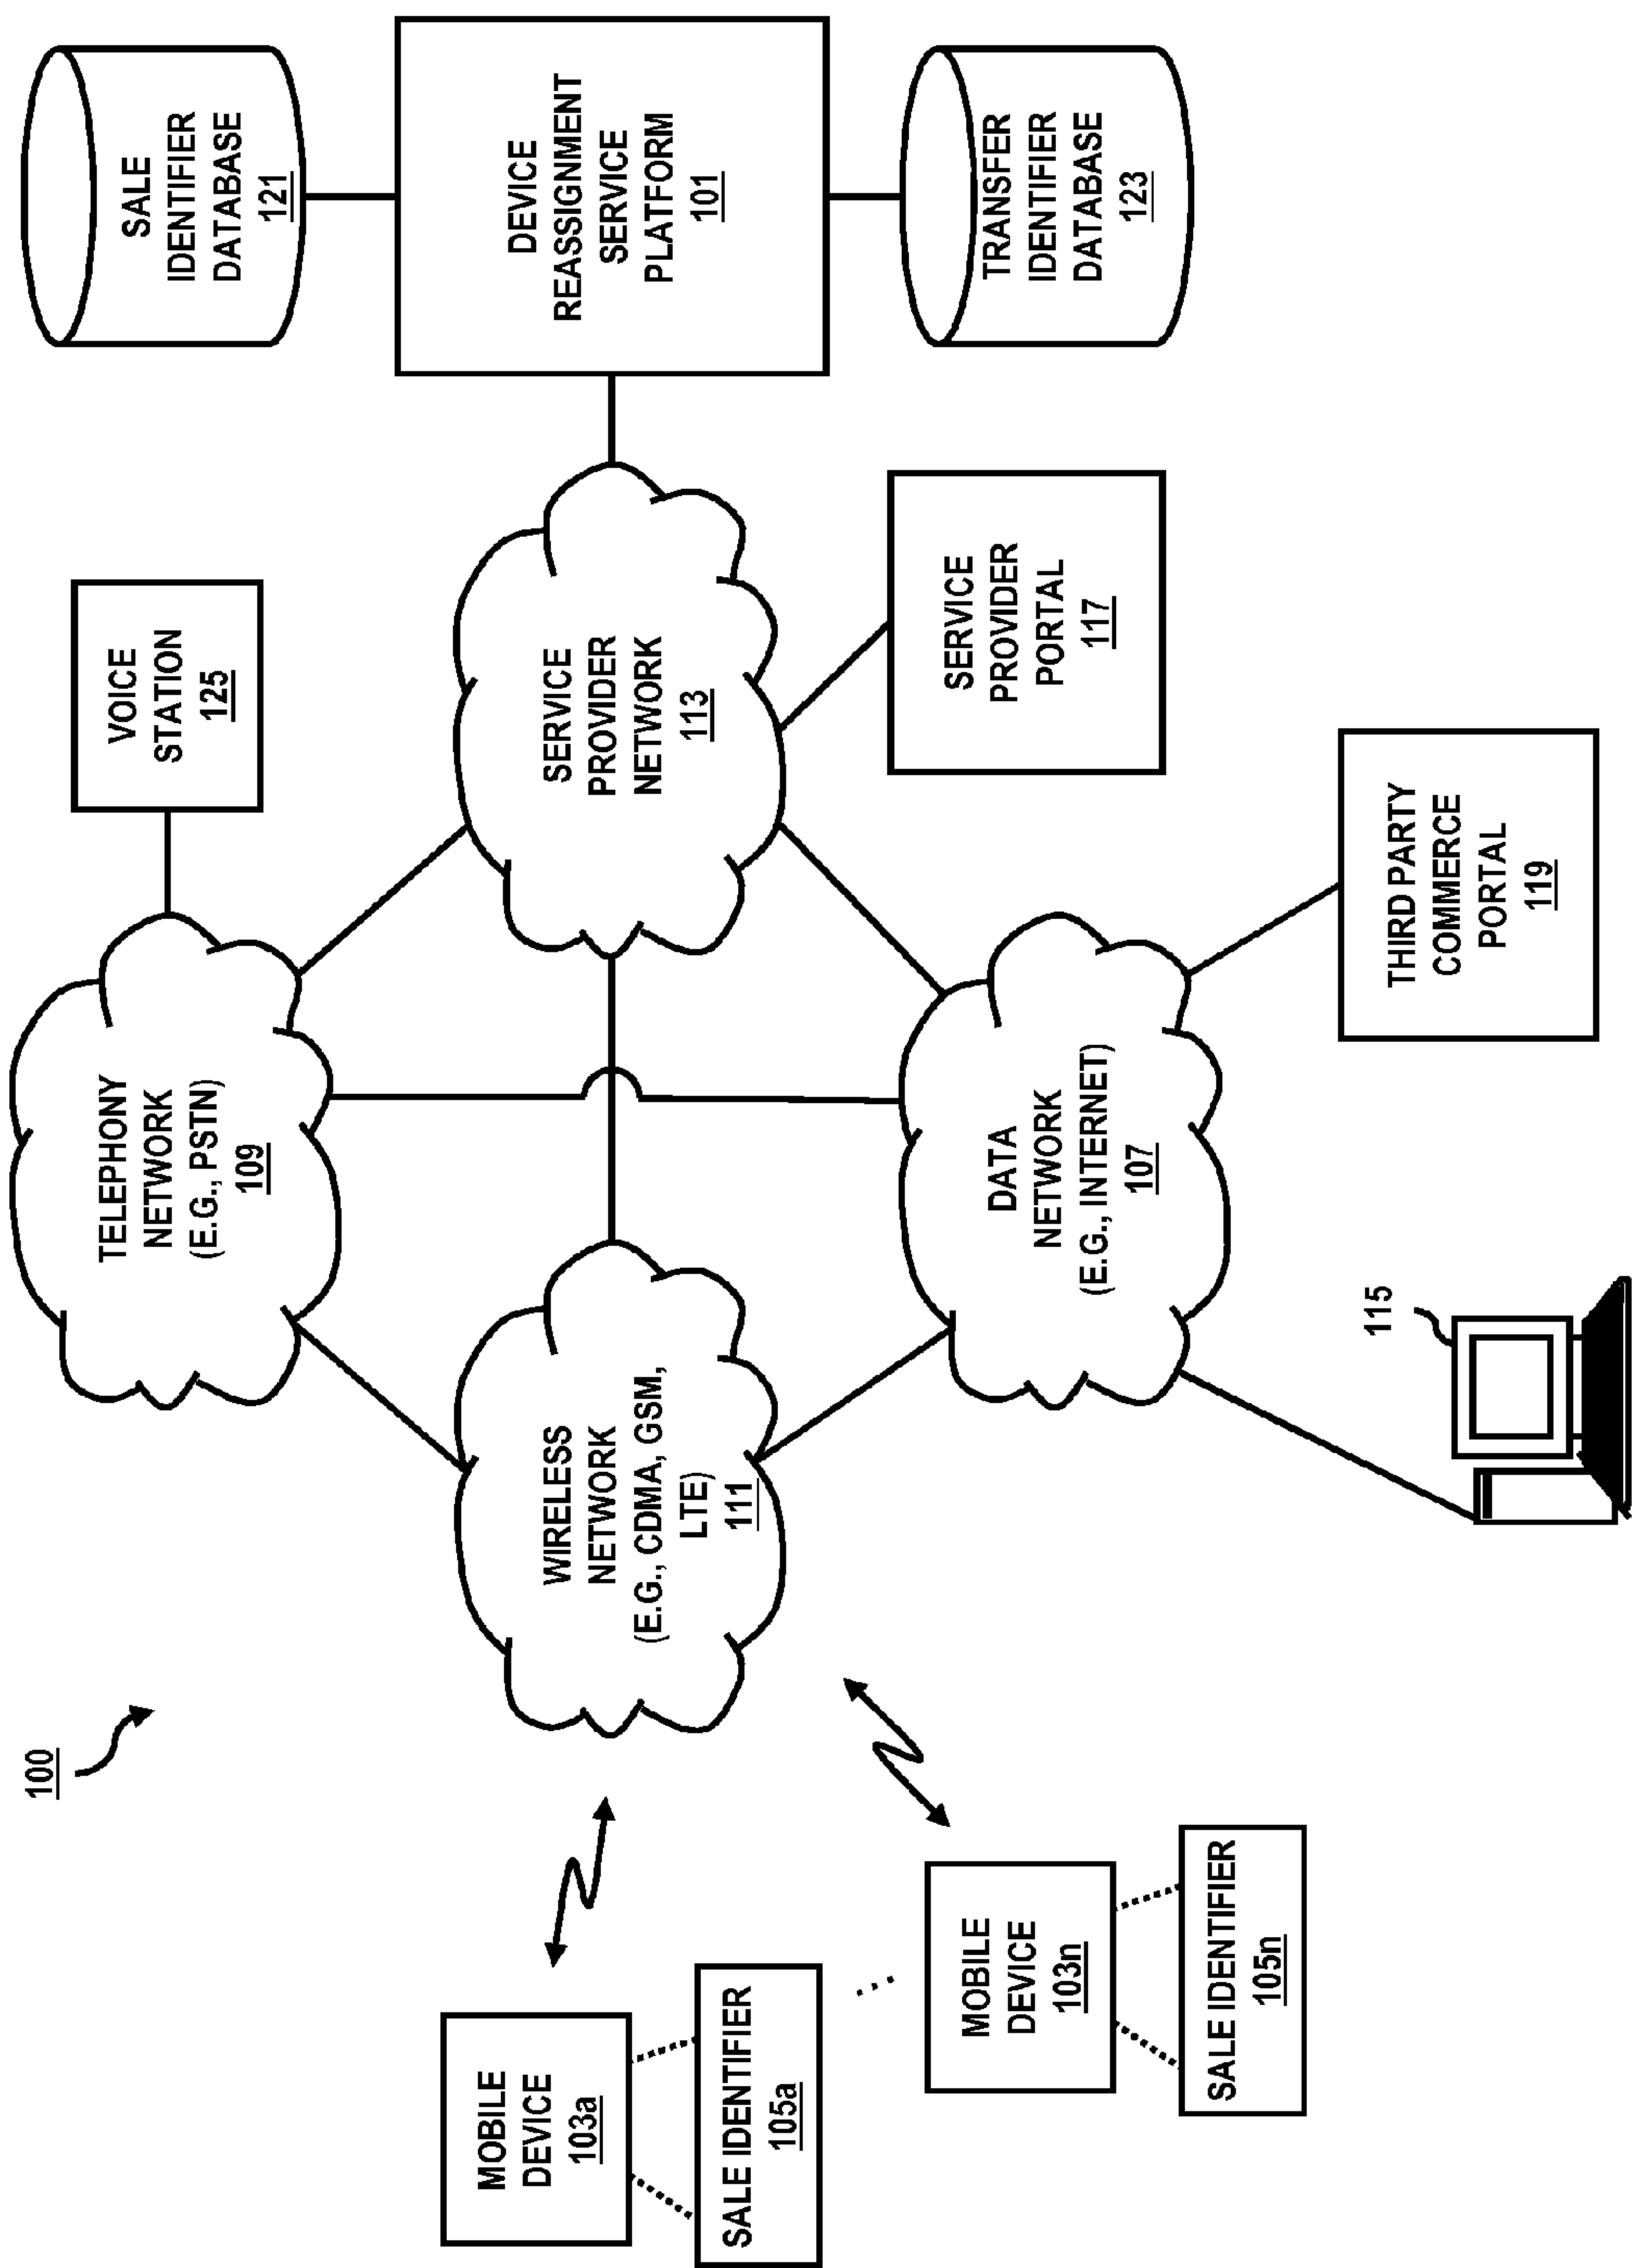 100
TELEPHONY
NETWORK
(E.G., PSTN)
109
VOICE
STATION
125
SALE
IDENTIFIER
DATABASE
121
MOBILE
DEVICE
103a
SALE IDENTIFIER
105a
WIRELESS
NETWORK
(E.G., CDMA, GSM,
LTE)
111
SERVICE
PROVIDER
NETWORK
113
DEVICE
REASSIGNMENT
SERVICE
PLATFORM
101
MOBILE
DEVICE
103n
SALE IDENTIFIER
105n
DATA
NETWORK
(E.G., INTERNET)
107
SERVICE
PROVIDER
PORTAL
117
TRANSFER
IDENTIFIER
DATABASE
123
115
THIRD PARTY
COMMERCE
PORTAL
119